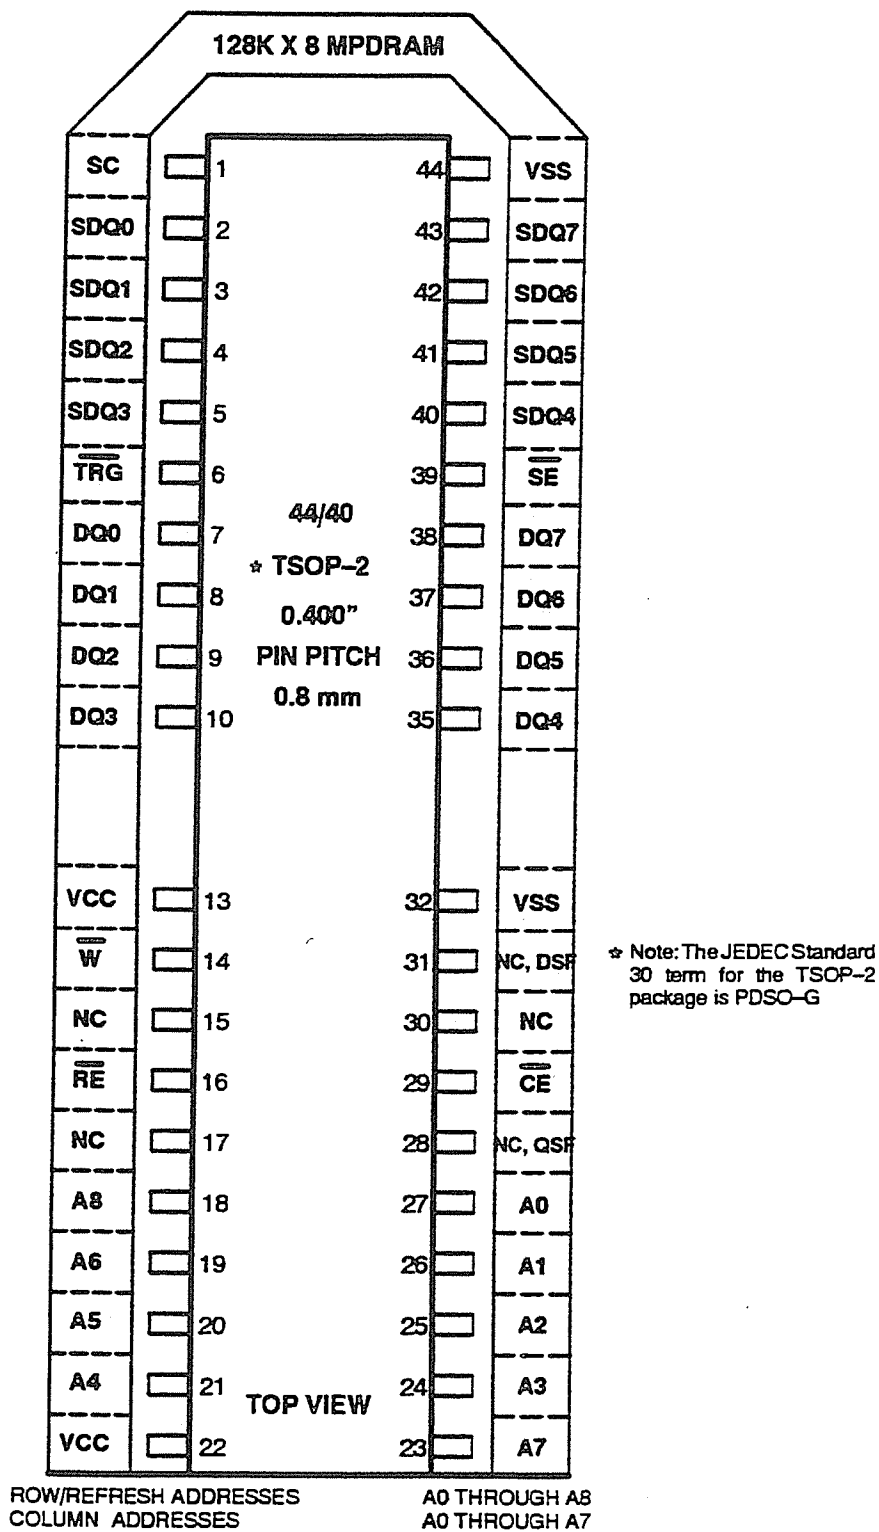 128K X 8 MPDRAM
SC 1 44 VSS
SDQ0 2 43 SDQ7
SDQ1 3 42 SDQ6
SDQ2 4 41 SDQ5
SDQ3 5 40 SDQ4
T̅R̅G̅ 6 39 S̅E̅
44/40
DQ0 7 38 DQ7
☆ TSOP–2
DQ1 8 37 DQ6
0.400"
DQ2 9 PIN PITCH 36 DQ5
0.8 mm
DQ3 10 35 DQ4
VCC 13 32 VSS
W̅ 14 31 NC, DSF
NC 15 30 NC
R̅E̅ 16 29 C̅E̅
NC 17 28 NC, QSF
A8 18 27 A0
A6 19 26 A1
A5 20 25 A2
A4 21 24 A3
TOP VIEW
VCC 22 23 A7
☆ Note: The JEDEC Standard
30 term for the TSOP–2
package is PDSO–G
ROW/REFRESH ADDRESSES A0 THROUGH A8
COLUMN ADDRESSES A0 THROUGH A7